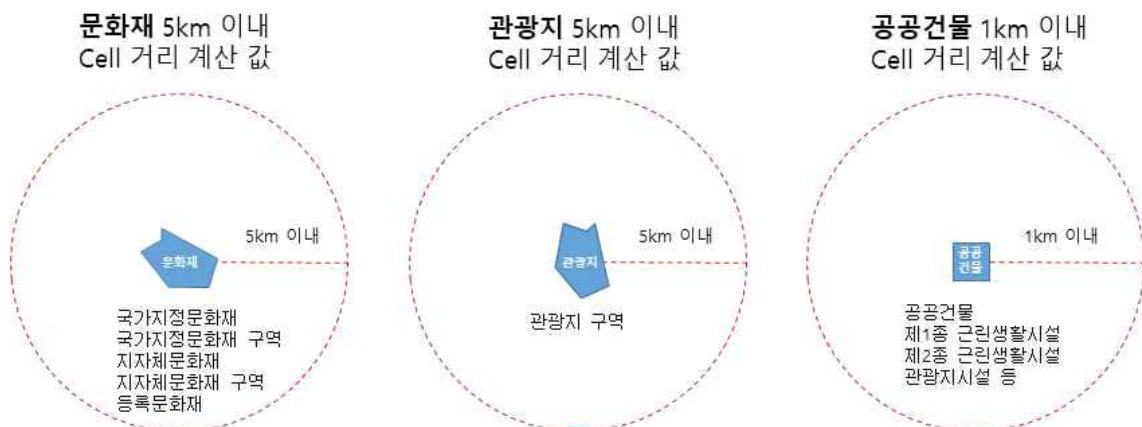 문화재 5km 이내
Cell 거리 계산 값
5km 이내
문화재
국가지정문화재
국가지정문화재 구역
지자체문화재
지자체문화재 구역
등록문화재
관광지 5km 이내
Cell 거리 계산 값
5km 이내
관광지
관광지 구역
공공건물 1km 이내
Cell 거리 계산 값
1km 이내
공공
건물
공공건물
제1종 근린생활시설
제2종 근린생활시설
관광지시설 등